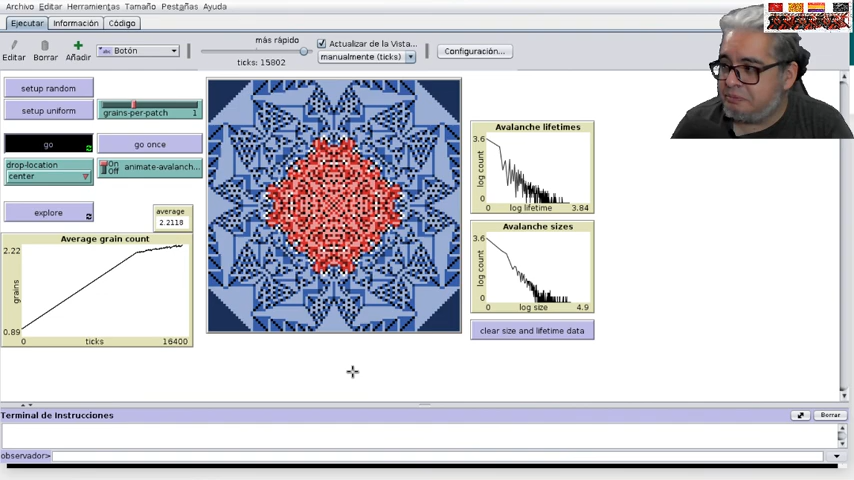 Archivo Editar Herramientas Tamaño Pestañas Ayuda
Ejecutar Información Código
Editar Borrar Añadir Botón
más rápido
ticks: 15802
Actualizar de la Vista...
manualmente (ticks)
Configuración...
setup random
setup uniform
grains-per-patch 1
go
go once
drop-location
center
On
Off
animate-avalanch...
explore
average
2.2118
Average grain count
2.22
grains
0.89
0 ticks 16400
Avalanche lifetimes
3.6
log count
0
0 log lifetime 3.84
Avalanche sizes
3.6
log count
0
0 log size 4.9
clear size and lifetime data
Terminal de Instrucciones
Borrar
observador>